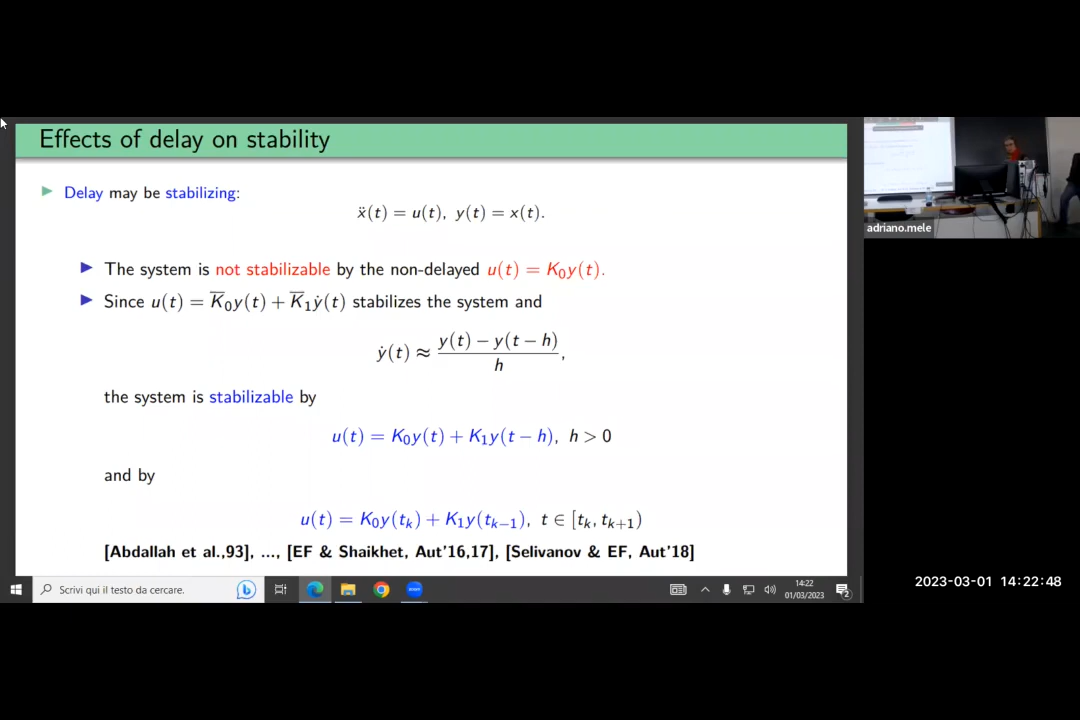 Effects of delay on stability
Delay may be stabilizing:
ẍ(t) = u(t), y(t) = x(t).
The system is not stabilizable by the non-delayed u(t) = K₀y(t).
Since u(t) = K̅₀y(t) + K̅₁ẏ(t) stabilizes the system and
ẏ(t) ≈ y(t) − y(t − h) / h,
the system is stabilizable by
u(t) = K₀y(t) + K₁y(t − h), h > 0
and by
u(t) = K₀y(tₖ) + K₁y(tₖ₋₁), t ∈ [tₖ, tₖ₊₁)
[Abdallah et al.,93], ..., [EF & Shaikhet, Aut'16,17], [Selivanov & EF, Aut'18]
adriano.mele
Scrivi qui il testo da cercare.
zoom
14:22
01/03/2023
2
2023-03-01 14:22:48